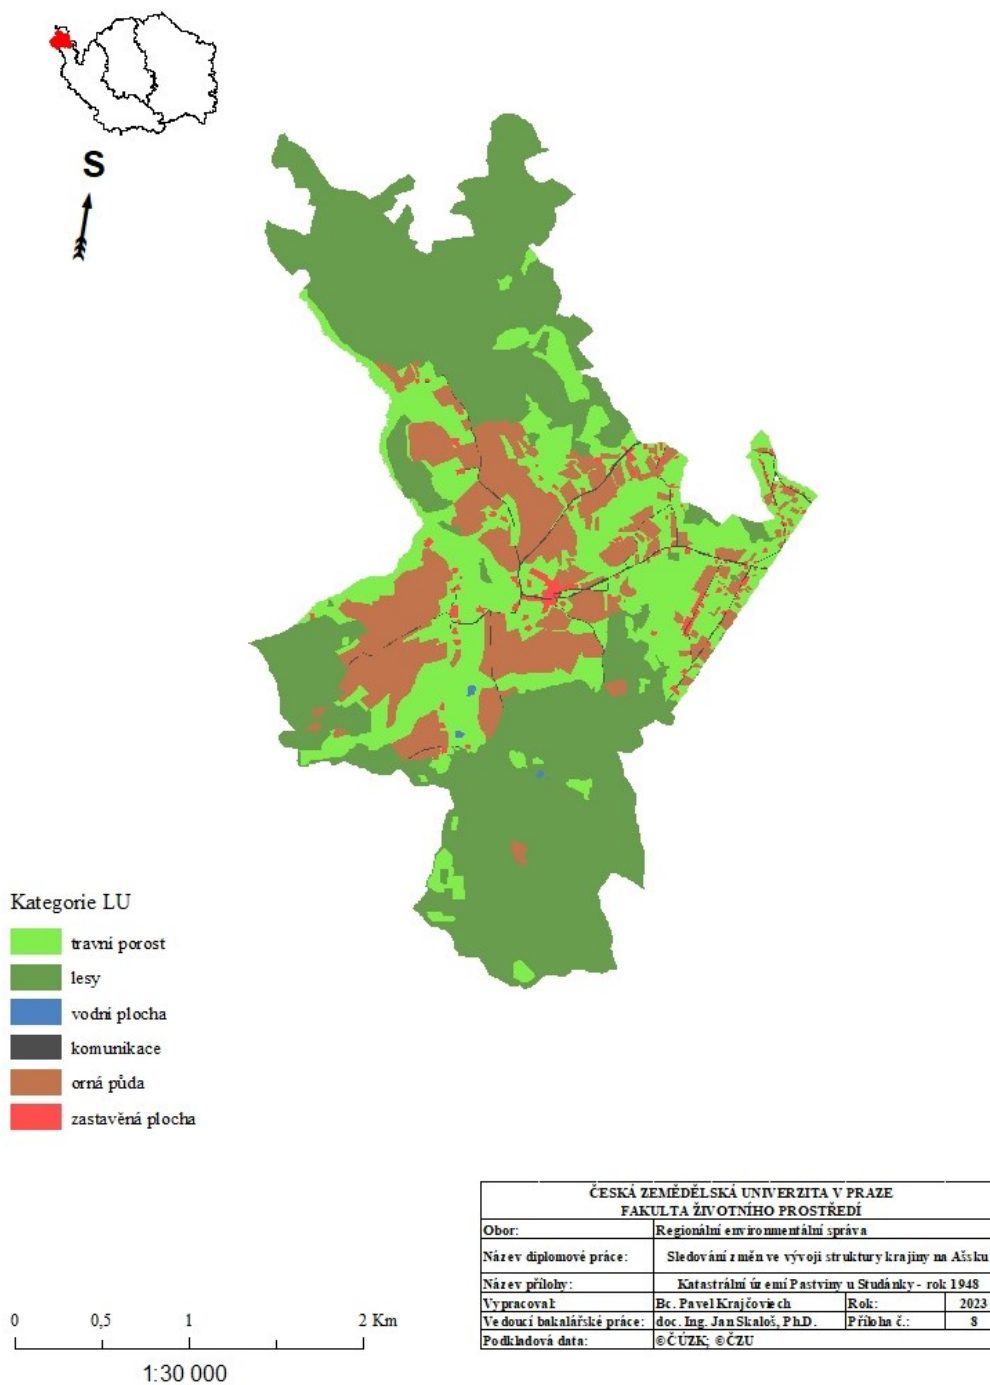 S
Kategorie LU
travní porost
lesy
vodní plocha
komunikace
orná půda
zastavěná plocha
ČESKÁ ZEMĚDĚLSKÁ UNIVERZITA V PRAZE
FAKULTA ŽIVOTNÍHO PROSTŘEDÍ
Obor: Regionální environmentální správa
Název diplomové práce: Sledování změn ve vývoji struktury krajiny na Ašsku
Název přílohy: Katastrální území Pastviny u Studánky - rok 1948
Vypracoval: Bc. Pavel Krajčoviech Rok: 2023
Vedoucí bakalářské práce: doc. Ing. Jan Skaloš, Ph.D. Příloha č.: 8
Podkladová data: ©ČÚZK; ©ČZU
0 0,5 1 2 Km
1:30 000